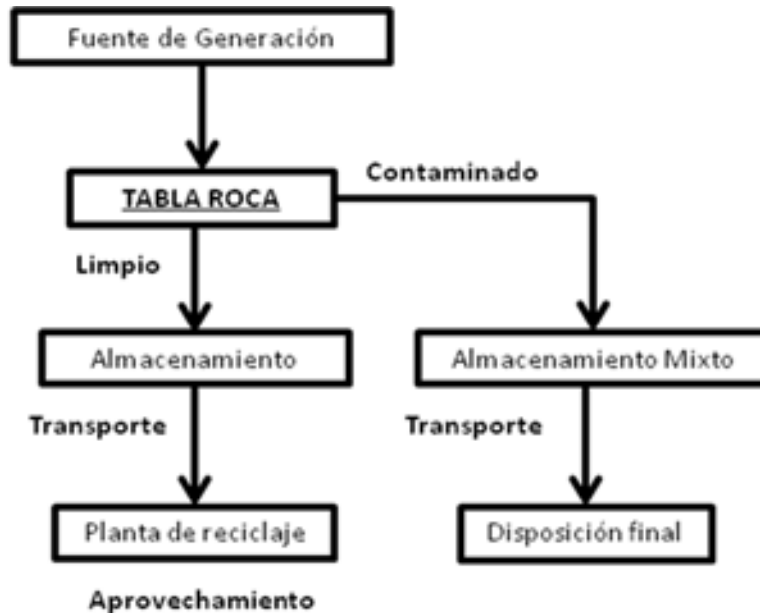 Fuente de Generación
TABLA ROCA
Contaminado
Limpio
Almacenamiento
Almacenamiento Mixto
Transporte
Transporte
Planta de reciclaje
Disposición final
Aprovechamiento